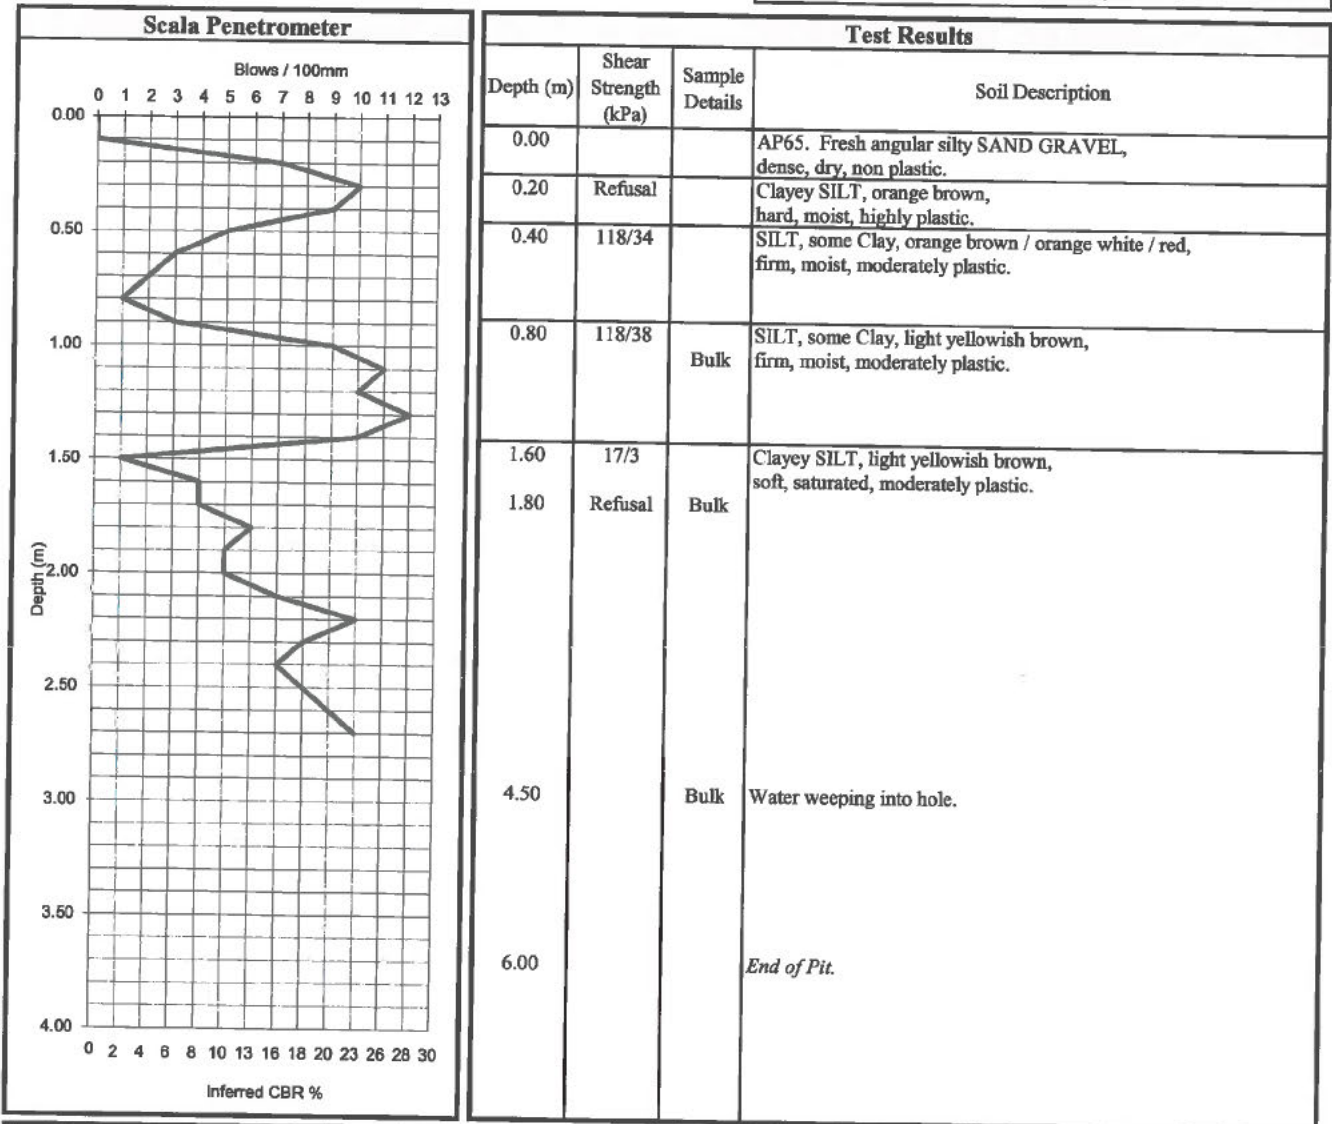 Scala Penetrometer
Blows / 100mm
0 1 2 3 4 5 6 7 8 9 10 11 12 13
0.00
0.50
1.00
1.50
2.00
2.50
3.00
3.50
4.00
Depth (m)
0 2 4 6 8 10 13 16 18 20 23 26 28 30
Inferred CBR %
Test Results
Depth (m) Shear Strength (kPa) Sample Details Soil Description
0.00 AP65. Fresh angular silty SAND GRAVEL,
dense, dry, non plastic.
0.20 Refusal Clayey SILT, orange brown,
hard, moist, highly plastic.
0.40 118/34 SILT, some Clay, orange brown / orange white / red,
firm, moist, moderately plastic.
0.80 118/38 SILT, some Clay, light yellowish brown,
Bulk firm, moist, moderately plastic.
1.60 17/3 Clayey SILT, light yellowish brown,
soft, saturated, moderately plastic.
1.80 Refusal Bulk
4.50 Bulk Water weeping into hole.
6.00 End of Pit.